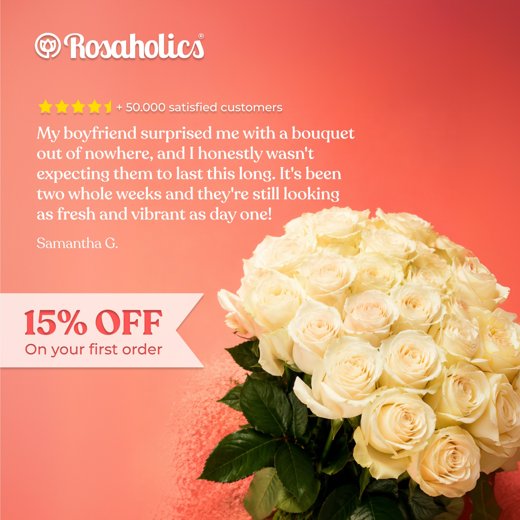 Rosaholics®
+ 50.000 satisfied customers
My boyfriend surprised me with a bouquet
out of nowhere, and I honestly wasn't
expecting them to last this long. It's been
two whole weeks and they're still looking
as fresh and vibrant as day one!
Samantha G.
15% OFF
On your first order